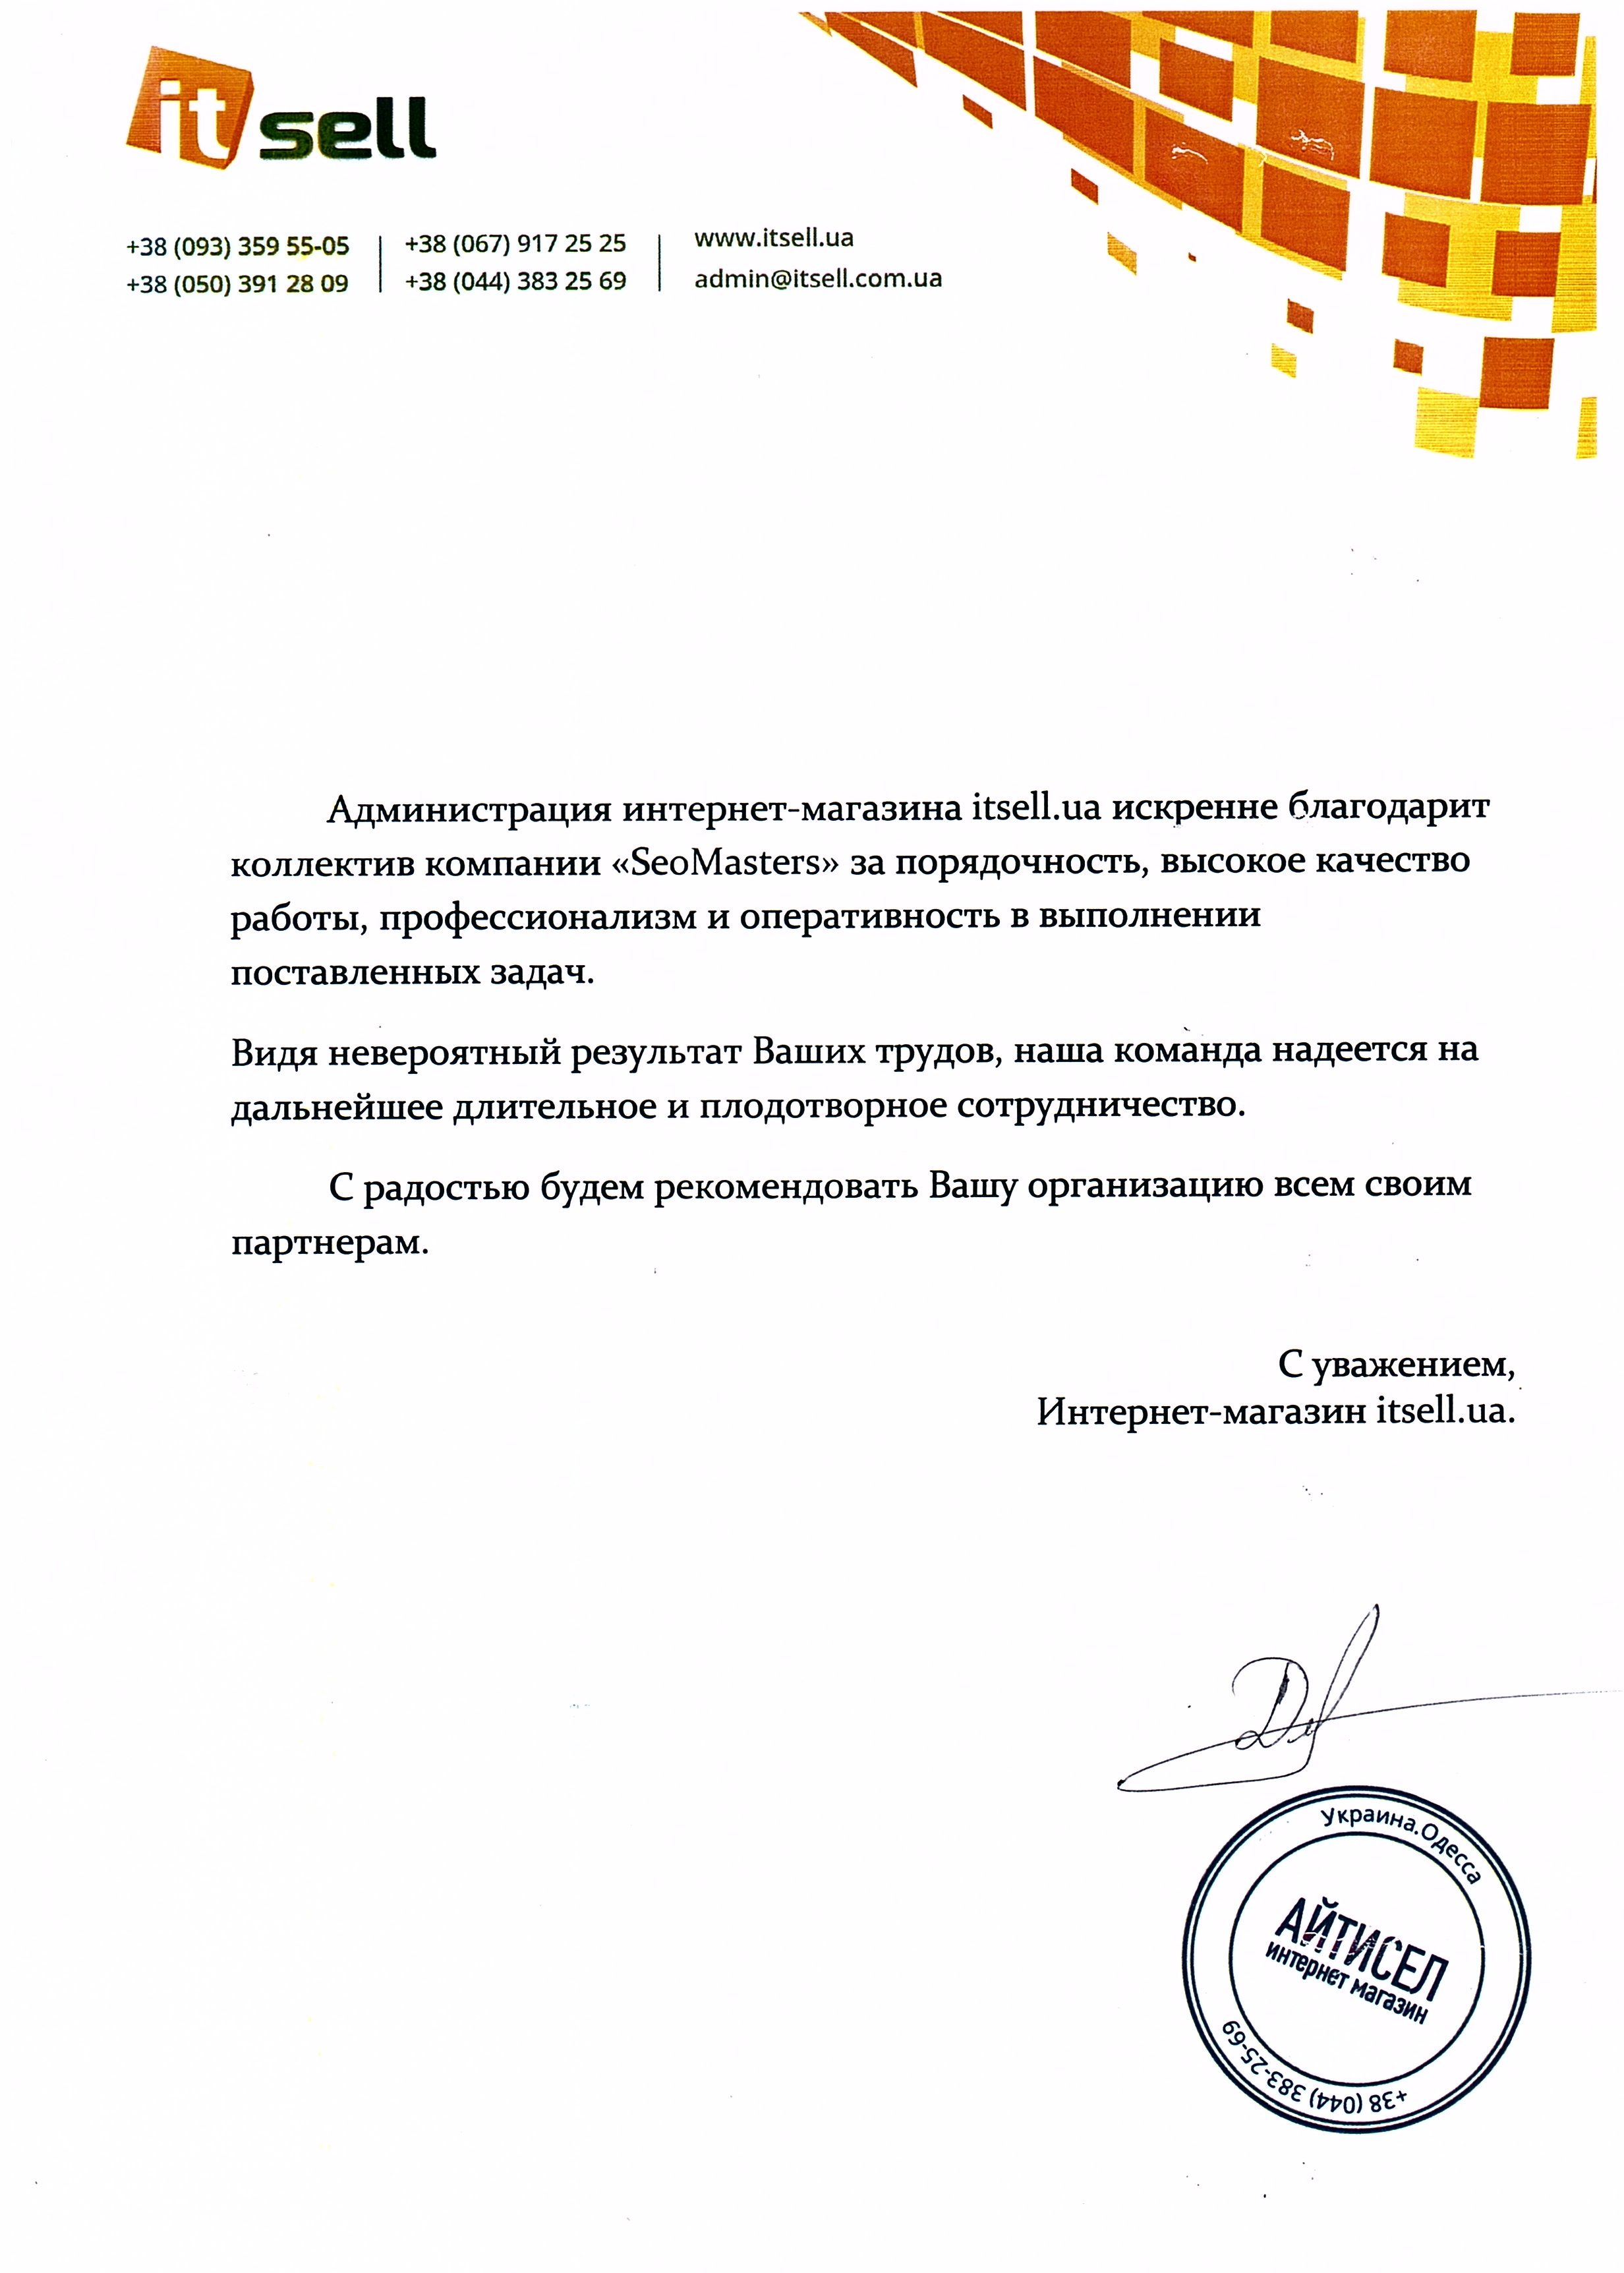 it sell
+38 (093) 359 55-05
+38 (050) 391 28 09
+38 (067) 917 25 25
+38 (044) 383 25 69
www.itsell.ua
admin@itsell.com.ua
Администрация интернет-магазина itsell.ua искренне благодарит
коллектив компании «SeoMasters» за порядочность, высокое качество
работы, профессионализм и оперативность в выполнении
поставленных задач.
Видя невероятный результат Ваших трудов, наша команда надеется на
дальнейшее длительное и плодотворное сотрудничество.
С радостью будем рекомендовать Вашу организацию всем своим
партнерам.
С уважением,
Интернет-магазин itsell.ua.
Украина.Одесса
АЙТИСЕЛ
интернет магазин
+38 (044) 383-25-69